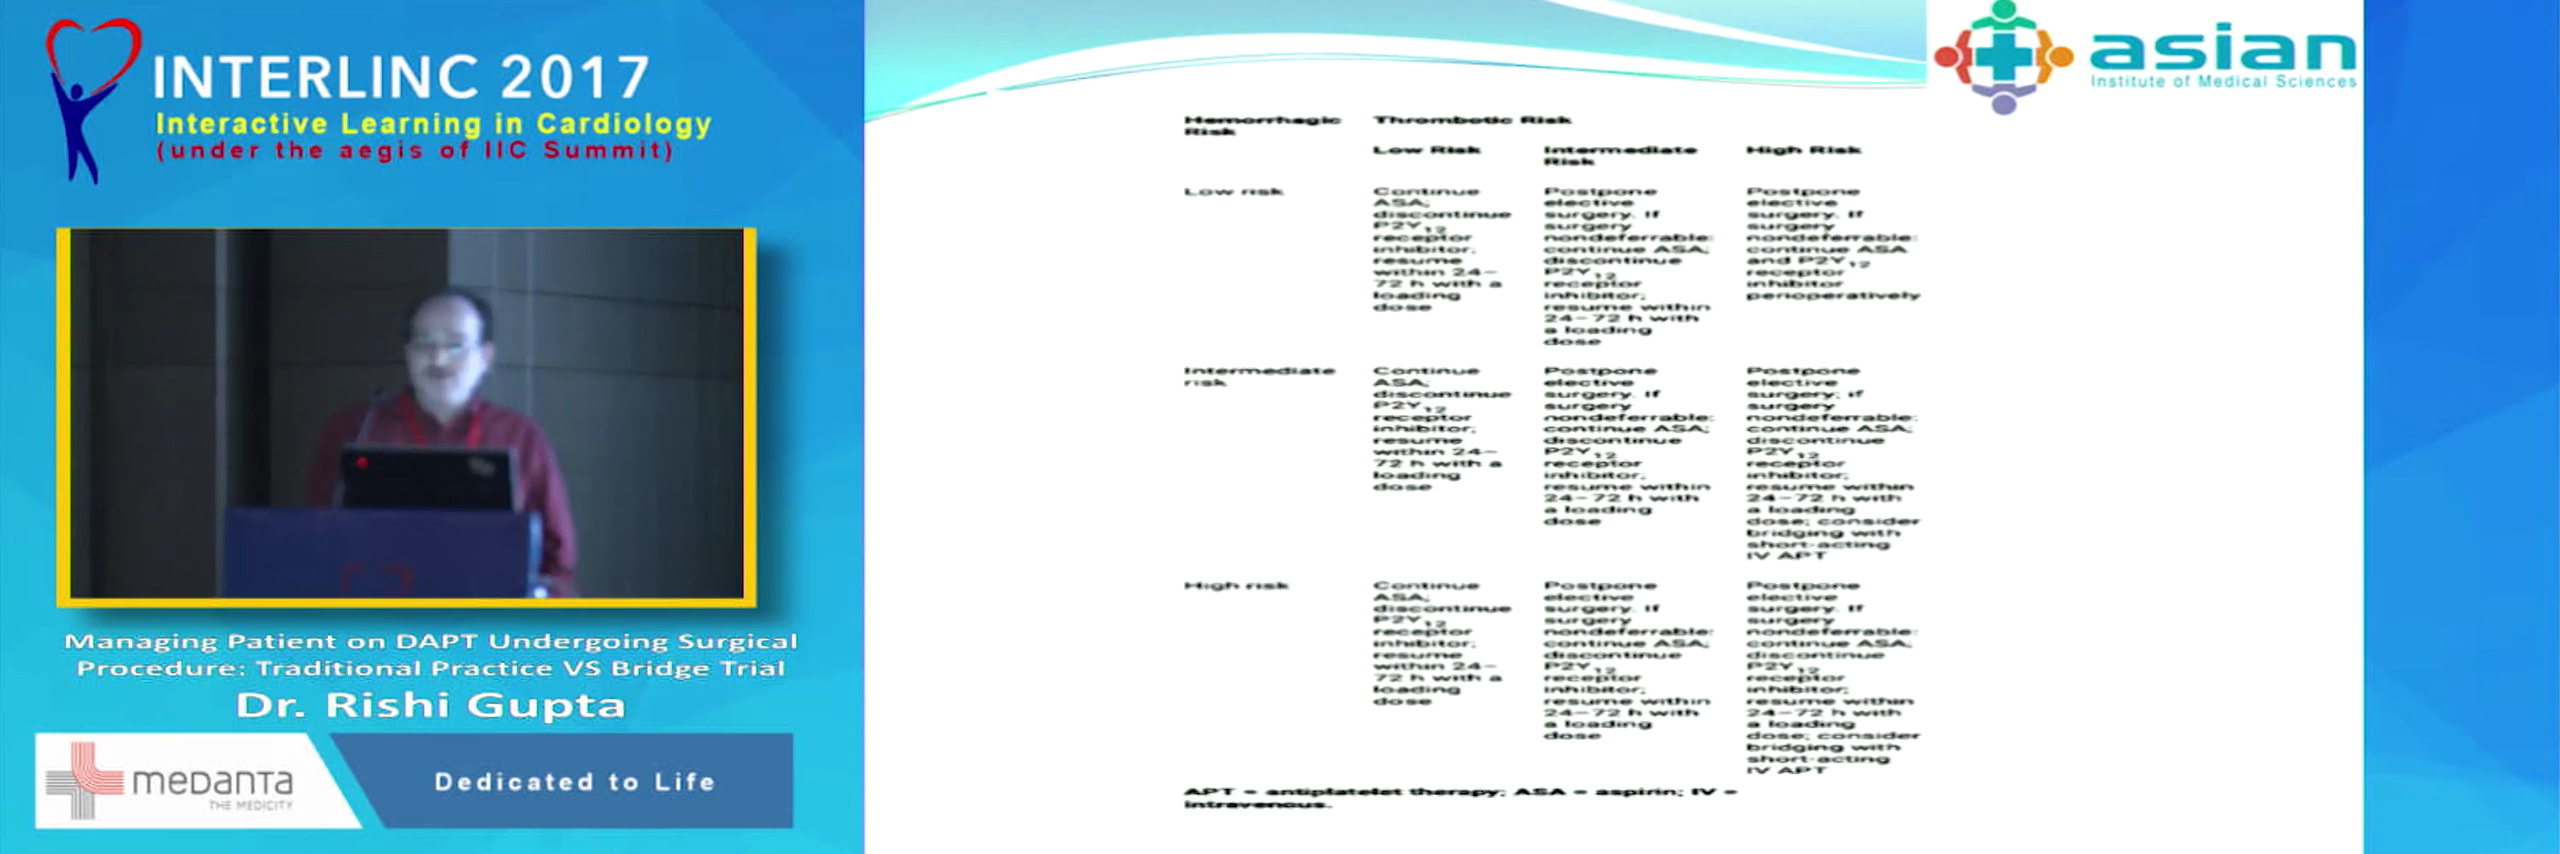 INTERLINC 2017
Interactive Learning in Cardiology
(under the aegis of IIC Summit)
Managing Patient on DAPT Undergoing Surgical
Procedure: Traditional Practice VS Bridge Trial
Dr. Rishi Gupta
medanta
THE MEDICITY
Dedicated to Life
asian
Institute of Medical Sciences
Hemorrhagic
Risk
Thrombotic Risk
Low Risk
Intermediate
Risk
High Risk
Low risk
Continue
ASA;
discontinue
P2Y12
receptor
inhibitor;
resume
within 24–
72 h with a
loading
dose
Postpone
elective
surgery. If
surgery
nondeferrable:
continue ASA;
discontinue
P2Y12
receptor
inhibitor;
resume within
24–72 h with
a loading
dose
Postpone
elective
surgery. If
surgery
nondeferrable:
continue ASA
and P2Y12
receptor
inhibitor
perioperatively
Intermediate
risk
Continue
ASA;
discontinue
P2Y12
receptor
inhibitor;
resume
within 24–
72 h with a
loading
dose
Postpone
elective
surgery. If
surgery
nondeferrable:
continue ASA;
discontinue
P2Y12
receptor
inhibitor;
resume within
24–72 h with
a loading
dose
Postpone
elective
surgery; if
surgery
nondeferrable:
continue ASA;
discontinue
P2Y12
receptor
inhibitor;
resume within
24–72 h with
a loading
dose; consider
bridging with
short-acting
IV APT
High risk
Continue
ASA;
discontinue
P2Y12
receptor
inhibitor;
resume
within 24–
72 h with a
loading
dose
Postpone
elective
surgery. If
surgery
nondeferrable:
continue ASA;
discontinue
P2Y12
receptor
inhibitor;
resume within
24–72 h with
a loading
dose
Postpone
elective
surgery. If
surgery
nondeferrable:
continue ASA;
discontinue
P2Y12
receptor
inhibitor;
resume within
24–72 h with
a loading
dose; consider
bridging with
short-acting
IV APT
APT = antiplatelet therapy; ASA = aspirin; IV =
intravenous.